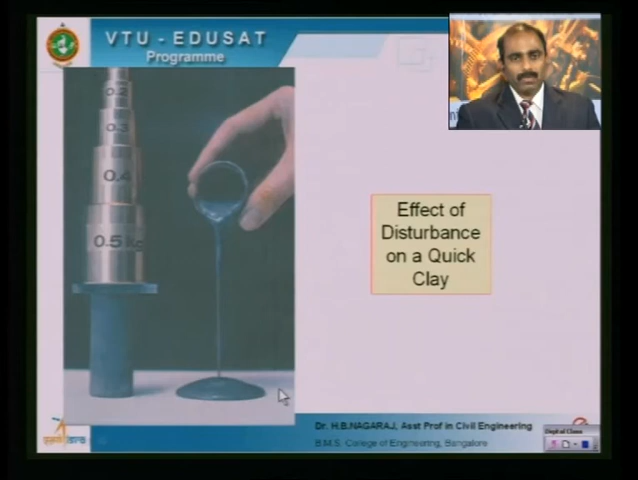 VTU - EDUSAT
Programme
0.2
0.3
0.4
0.5
Effect of
Disturbance
on a Quick
Clay
Dr. H.B.NAGARAJ, Asst Prof in Civil Engineering
B.M.S. College of Engineering, Bangalore